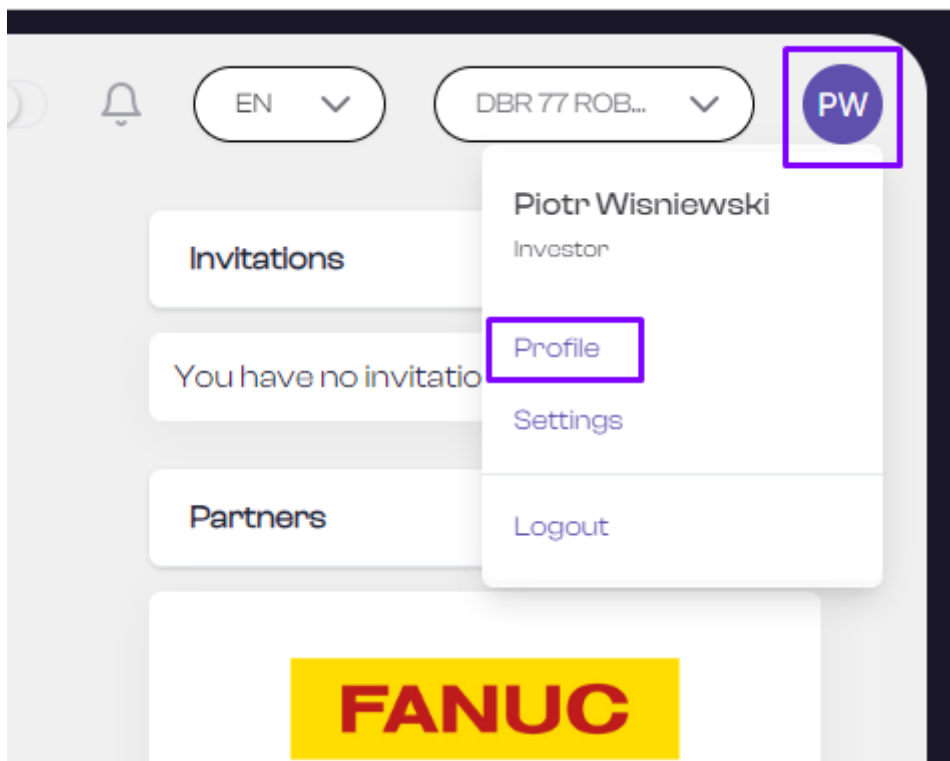 EN
DBR 77 ROB...
PW
Piotr Wisniewski
Investor
Invitations
Profile
You have no invitatio
Settings
Partners
Logout
FANUC